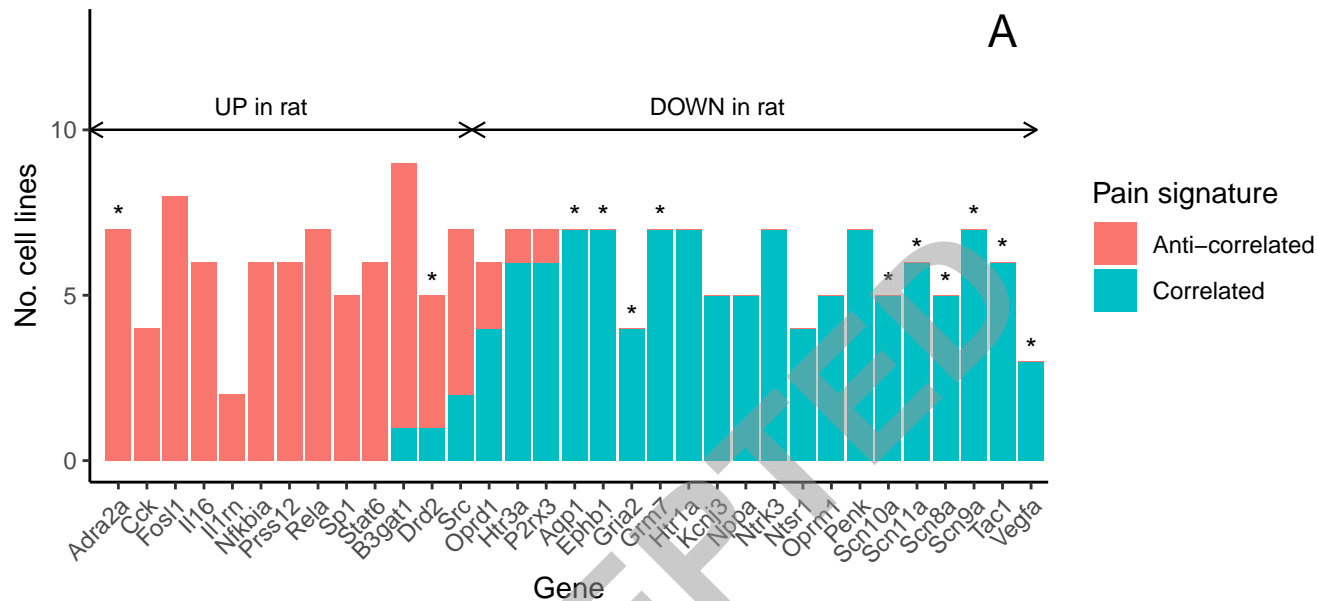 A
UP in rat
DOWN in rat
No. cell lines
10
5
0
* * * * * * * * * * * *
Adra2a
Cck
Fosl1
Il16
Il1rn
Nfkbia
Prss12
Rela
Sp1
Stat6
B3gat1
Drd2
Src
Oprd1
Htr3a
P2rx3
Aqp1
Ephb1
Gria2
Grm7
Htr1a
Kcnj3
Nppa
Ntrk3
Ntsr1
Oprm1
Penk
Scn10a
Scn11a
Scn8a
Scn9a
Tac1
Vegfa
Gene
Pain signature
Anti−correlated
Correlated
EPTED